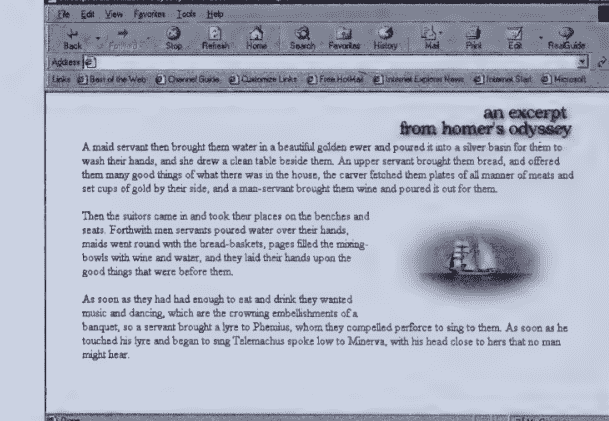 File Edit View Favorites Tools Help
Back Forward Stop Refresh Home Search Favorites History Mail Print Edit RealGuide
Address
Links Best of the Web Channel Guide Customize Links Free HotMail Internet Explorer News Internet Start Microsoft
an excerpt
from homer's odyssey
A maid servant then brought them water in a beautiful golden ewer and poured it into a silver basin for them to
wash their hands, and she drew a clean table beside them. An upper servant brought them bread, and offered
them many good things of what there was in the house, the carver fetched them plates of all manner of meats and
set cups of gold by their side, and a man-servant brought them wine and poured it out for them.
Then the suitors came in and took their places on the benches and
seats. Forthwith men servants poured water over their hands,
maids went round with the bread-baskets, pages filled the mixing-
bowls with wine and water, and they laid their hands upon the
good things that were before them.
As soon as they had had enough to eat and drink they wanted
music and dancing, which are the crowning embellishments of a
banquet, so a servant brought a lyre to Phemius, whom they compelled perforce to sing to them. As soon as he
touched his lyre and began to sing Telemachus spoke low to Minerva, with his head close to hers that no man
might hear.